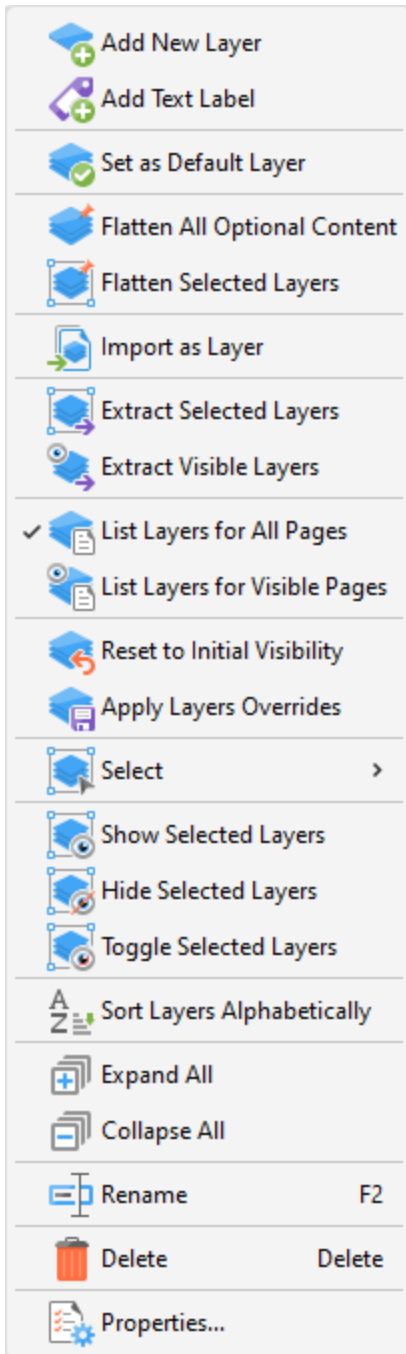 Add New Layer
Add Text Label
Set as Default Layer
Flatten All Optional Content
Flatten Selected Layers
Import as Layer
Extract Selected Layers
Extract Visible Layers
List Layers for All Pages
List Layers for Visible Pages
Reset to Initial Visibility
Apply Layers Overrides
Select
Show Selected Layers
Hide Selected Layers
Toggle Selected Layers
Sort Layers Alphabetically
Expand All
Collapse All
Rename F2
Delete Delete
Properties...